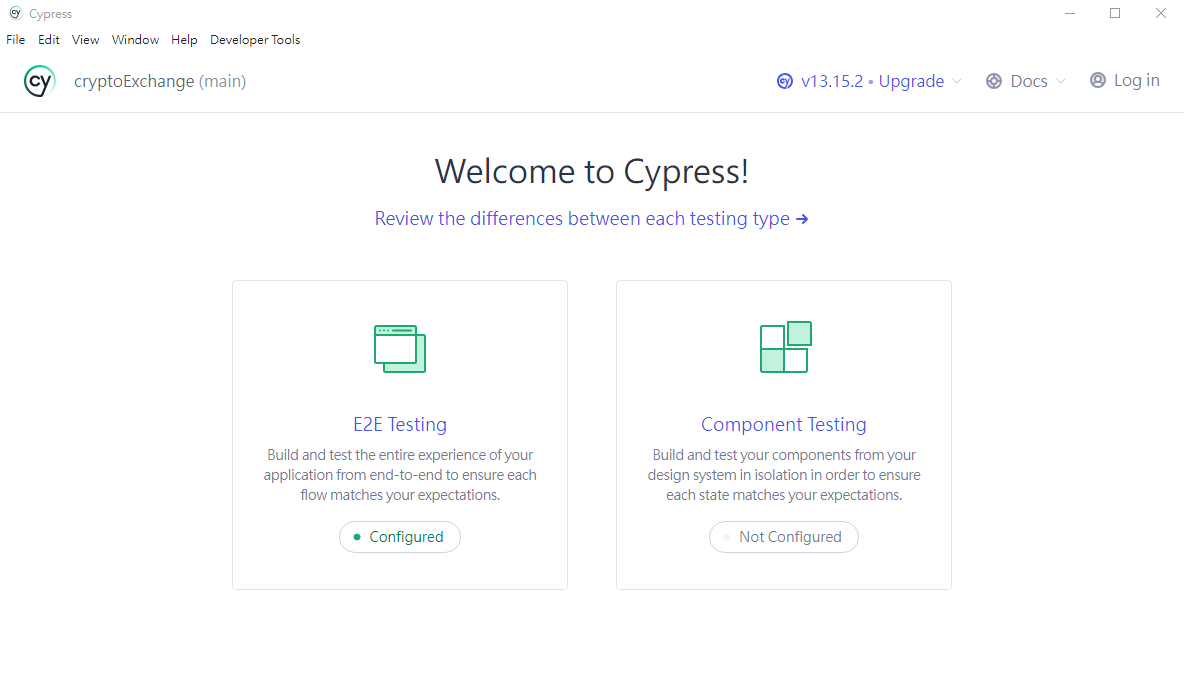 Cypress
File Edit View Window Help Developer Tools
cy cryptoExchange (main) v13.15.2 • Upgrade Docs Log in
Welcome to Cypress!
Review the differences between each testing type →
E2E Testing
Build and test the entire experience of your
application from end-to-end to ensure each
flow matches your expectations.
Configured
Component Testing
Build and test your components from your
design system in isolation in order to ensure
each state matches your expectations.
Not Configured